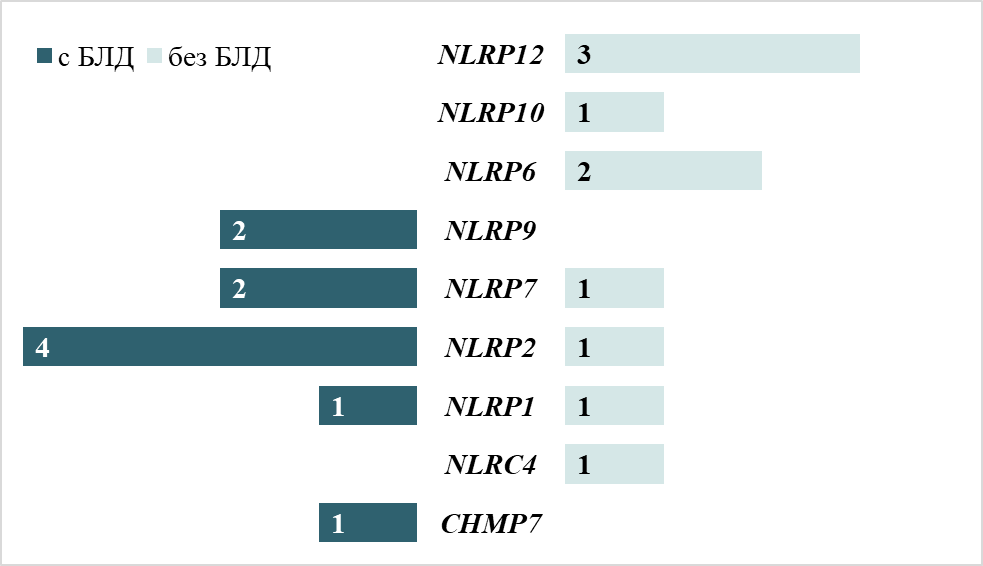 с БЛД без БЛД
NLRP12 3
NLRP10 1
NLRP6 2
2 NLRP9
2 NLRP7 1
4 NLRP2 1
1 NLRP1 1
NLRC4 1
1 CHMP7